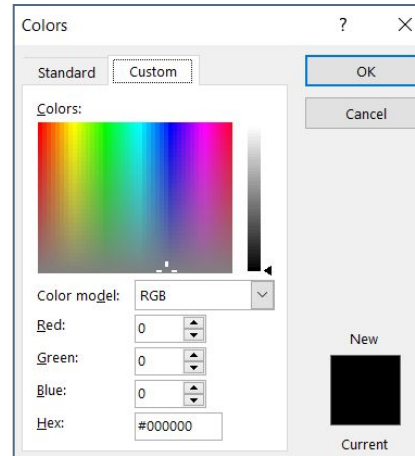 Colors ? ×
Standard Custom OK
Colors: Cancel
Color model: RGB
Red: 0
Green: 0 New
Blue: 0
Hex: #000000
Current